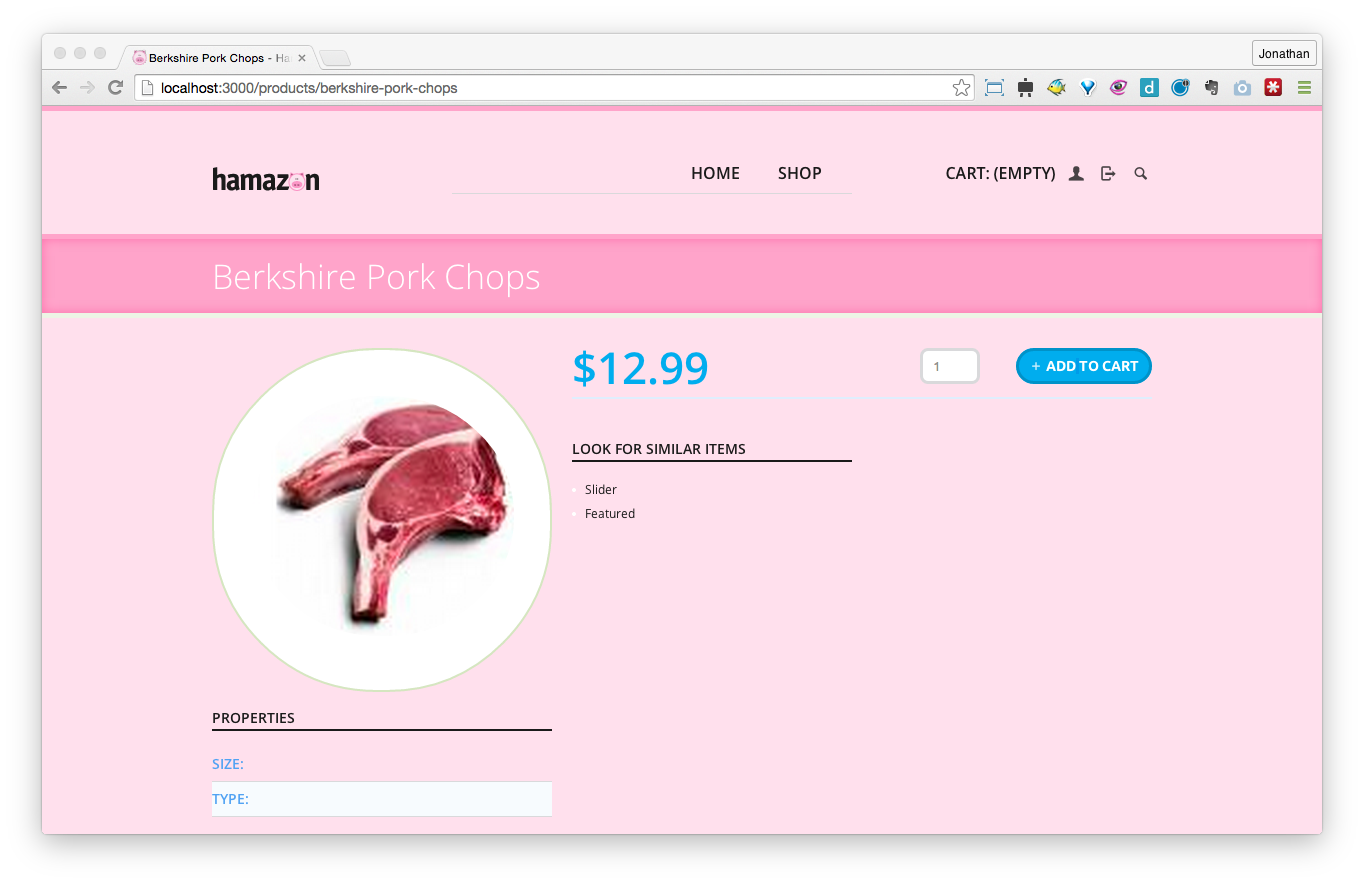 Berkshire Pork Chops - Ha
Jonathan
localhost:3000/products/berkshire-pork-chops
hamazon
HOME SHOP
CART: (EMPTY)
Berkshire Pork Chops
$12.99
1
+ ADD TO CART
LOOK FOR SIMILAR ITEMS
Slider
Featured
PROPERTIES
SIZE:
TYPE: